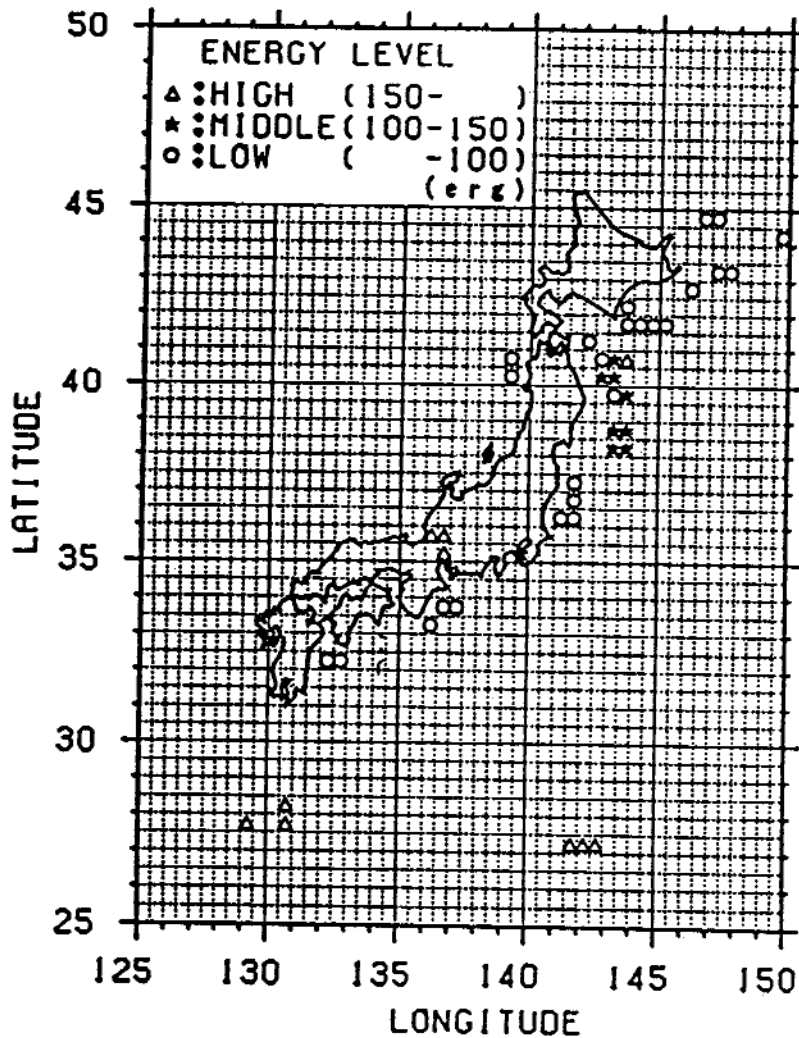 50
ENERGY LEVEL
△ :HIGH (150- )
★ :MIDDLE(100-150)
○ :LOW ( -100)
(erg)
45
40
35
30
25
LATITUDE
125 130 135 140 145 150
LONGITUDE